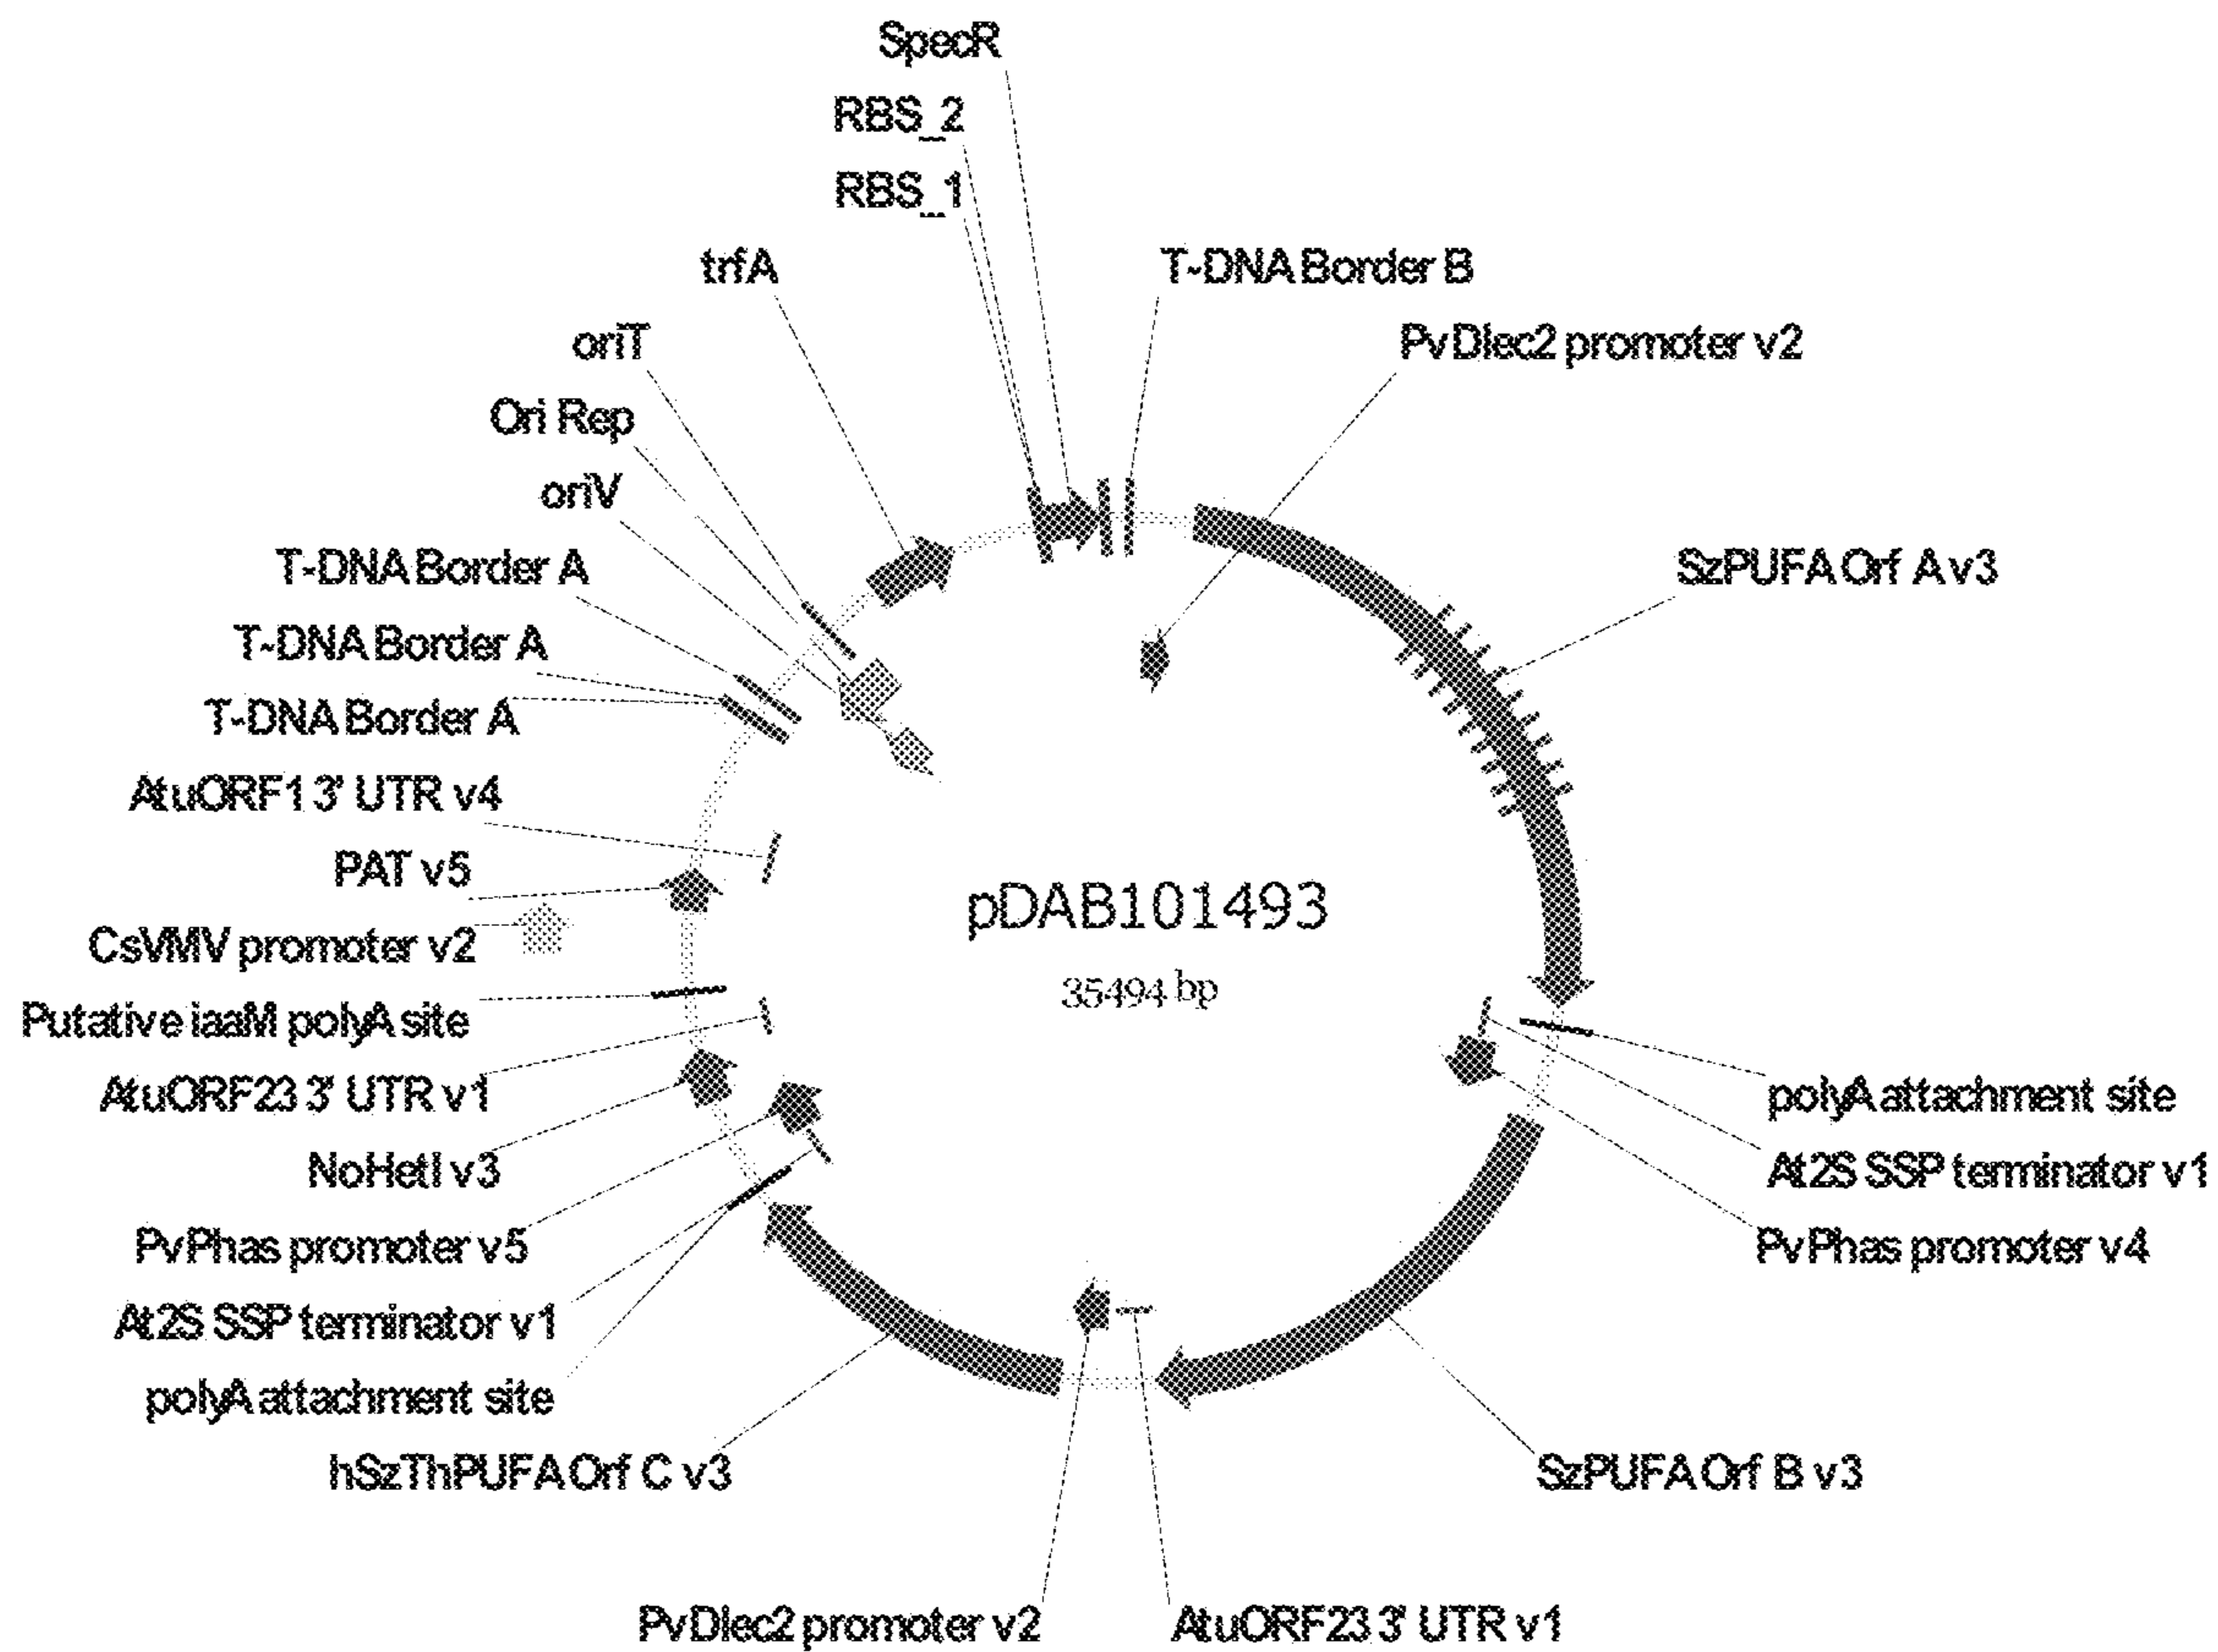 SpecR
RBS_2
RBS_1
trfA
T-DNA Border B
oriT
PvDlec2 promoter v2
Ori Rep
oriV
T-DNA Border A
SzPUFA Orf A v3
T-DNA Border A
T-DNA Border A
AtuORF1 3' UTR v4
PAT v5
pDAB101493
CsVMV promoter v2
35494 bp
Putative iaaM polyA site
AtuORF23 3' UTR v1
polyA attachment site
NoHetI v3
At2S SSP terminator v1
PvPhas promoter v5
PvPhas promoter v4
At2S SSP terminator v1
polyA attachment site
hSzThPUFA Orf C v3
SzPUFA Orf B v3
PvDlec2 promoter v2
AtuORF23 3' UTR v1